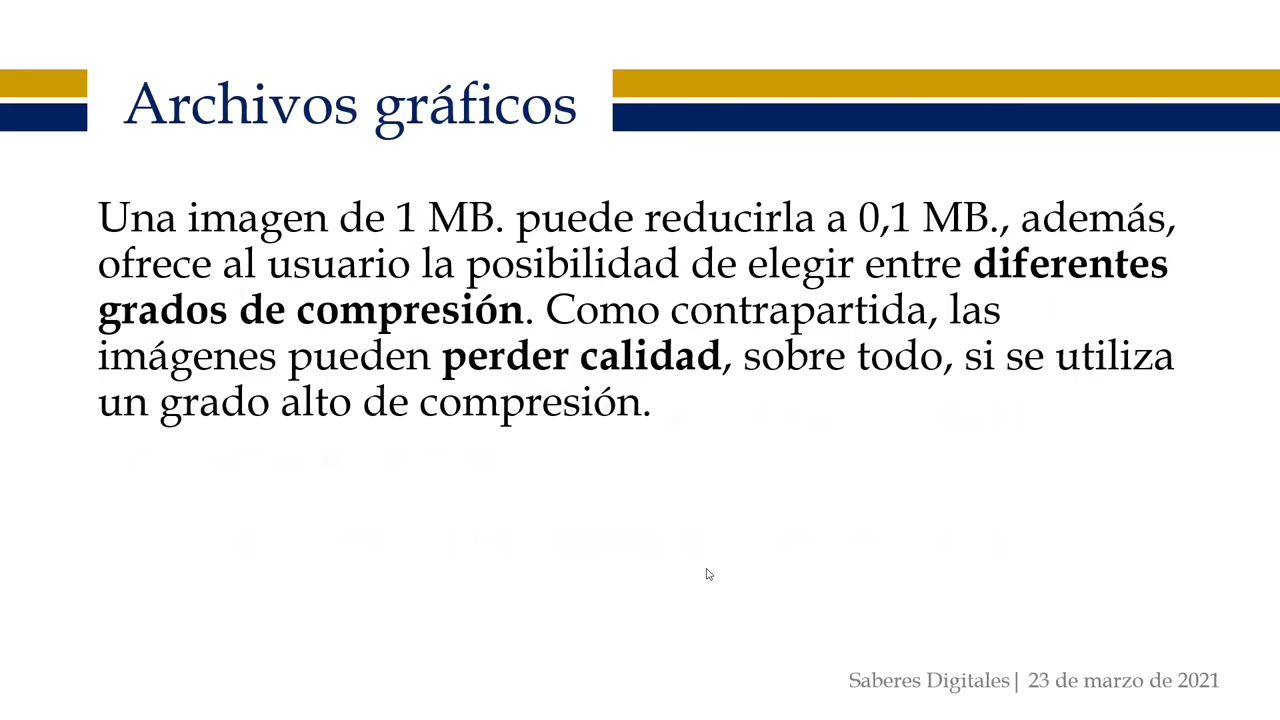 Archivos gráficos
Una imagen de 1 MB. puede reducirla a 0,1 MB., además,
ofrece al usuario la posibilidad de elegir entre diferentes
grados de compresión. Como contrapartida, las
imágenes pueden perder calidad, sobre todo, si se utiliza
un grado alto de compresión.
Saberes Digitales| 23 de marzo de 2021